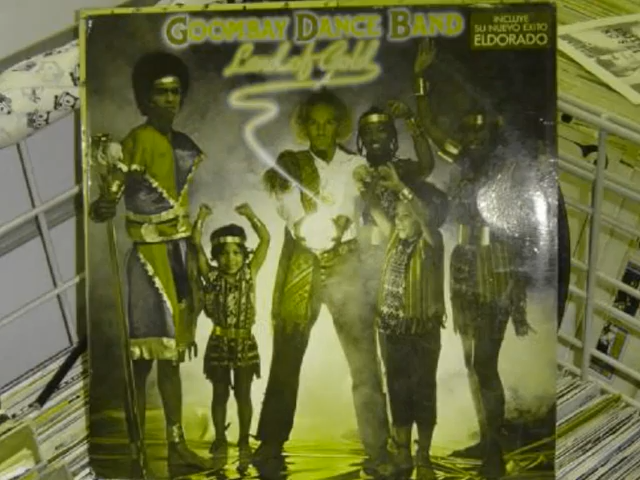 GOOMBAY DANCE BAND
Land of Gold
INCLUYE
SU NUEVO EXITO
ELDORADO